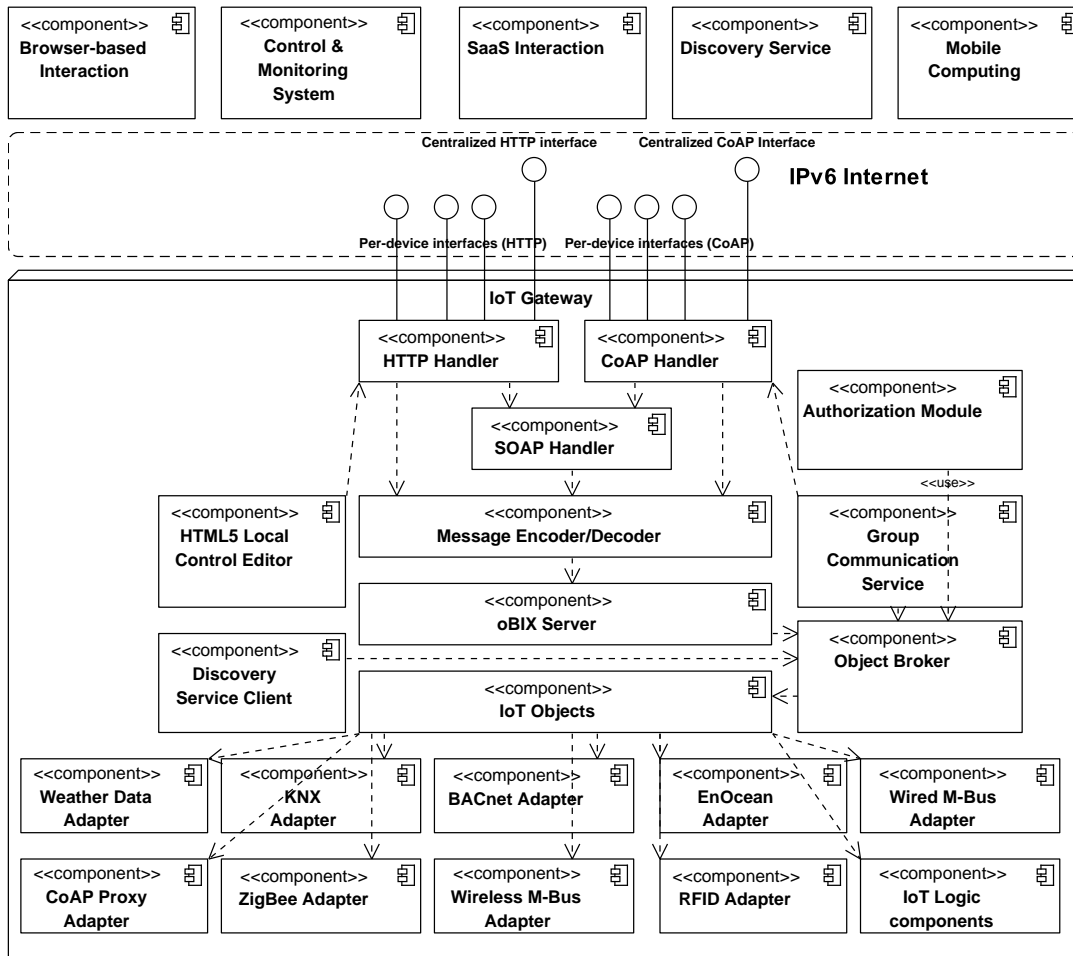 <<component>>
Browser-based
Interaction
<<component>>
Control &
Monitoring
System
<<component>>
SaaS Interaction
<<component>>
Discovery Service
<<component>>
Mobile
Computing
Centralized HTTP interface
Centralized CoAP Interface
IPv6 Internet
Per-device interfaces (HTTP)
Per-device interfaces (CoAP)
IoT Gateway
<<component>>
HTTP Handler
<<component>>
CoAP Handler
<<component>>
Authorization Module
<<component>>
SOAP Handler
<<use>>
<<component>>
HTML5 Local
Control Editor
<<component>>
Message Encoder/Decoder
<<component>>
Group
Communication
Service
<<component>>
oBIX Server
<<component>>
Discovery
Service Client
<<component>>
Object Broker
<<component>>
IoT Objects
<<component>>
Weather Data
Adapter
<<component>>
KNX
Adapter
<<component>>
BACnet Adapter
<<component>>
EnOcean
Adapter
<<component>>
Wired M-Bus
Adapter
<<component>>
CoAP Proxy
Adapter
<<component>>
ZigBee Adapter
<<component>>
Wireless M-Bus
Adapter
<<component>>
RFID Adapter
<<component>>
IoT Logic
components